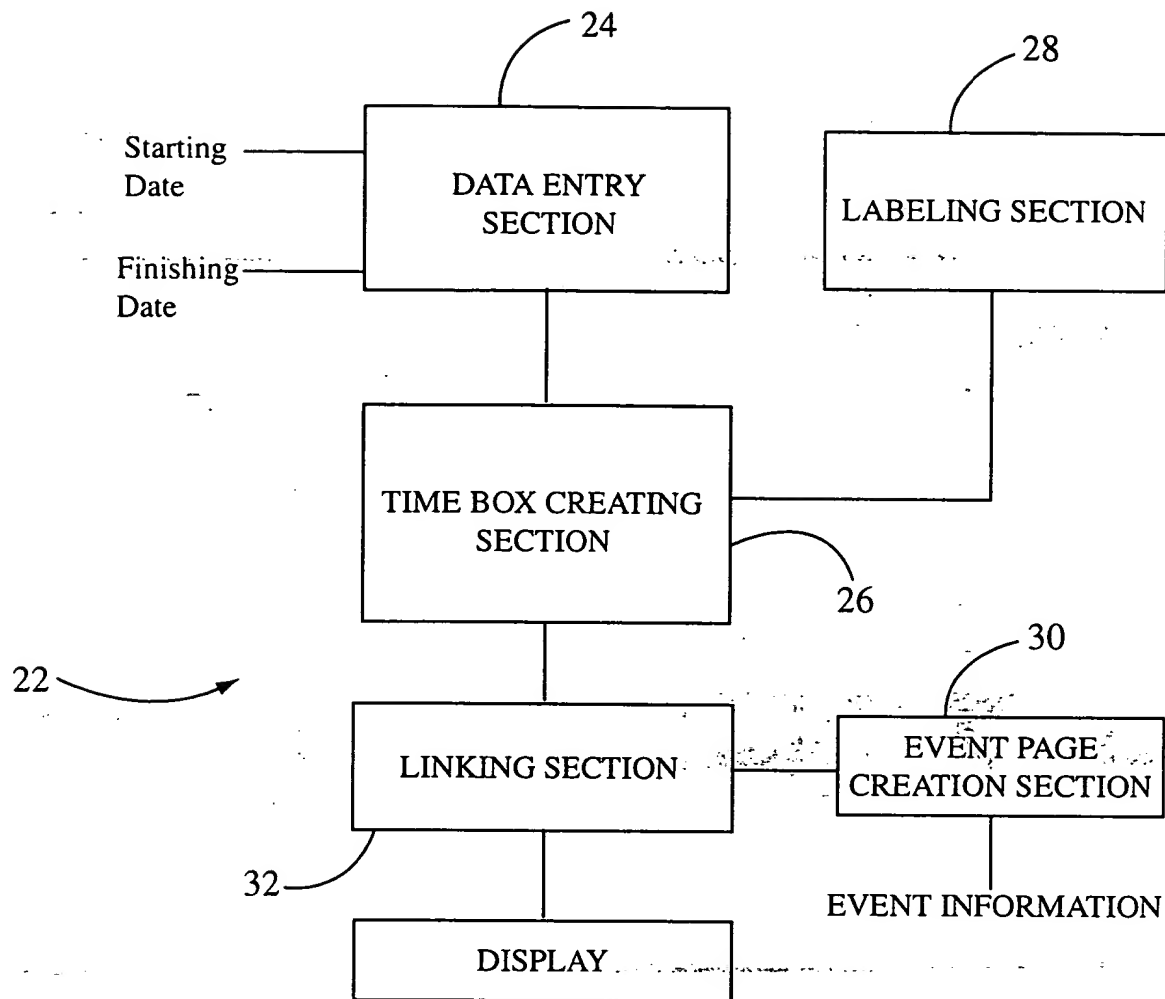 24
28
Starting
Date
DATA ENTRY
SECTION
LABELING SECTION
Finishing
Date
TIME BOX CREATING
SECTION
26
30
22
LINKING SECTION
EVENT PAGE
CREATION SECTION
32
EVENT INFORMATION
DISPLAY